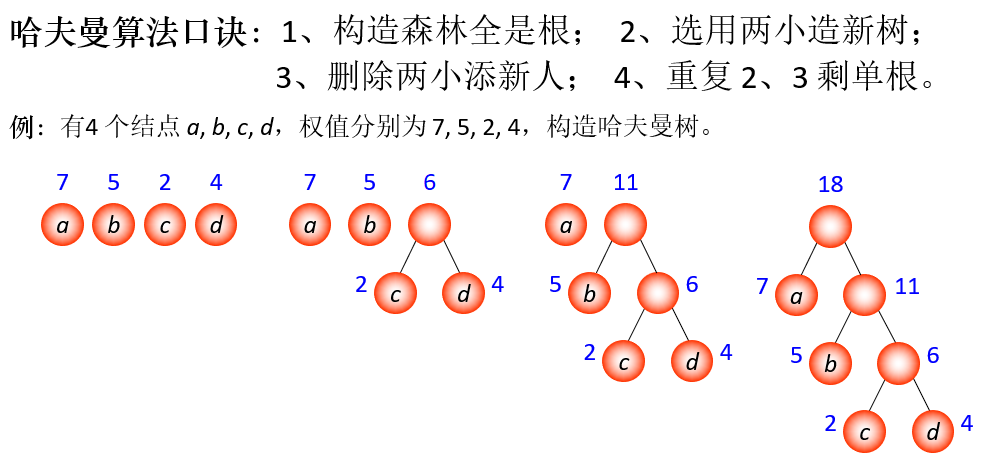 哈夫曼算法口诀：1、构造森林全是根； 2、选用两小造新树；
3、删除两小添新人； 4、重复 2、3 剩单根。
例：有4 个结点 a, b, c, d，权值分别为 7, 5, 2, 4，构造哈夫曼树。
7 5 2 4
a b c d
7 5 6
a b
2 c d 4
7 11
a
5 b 6
2 c d 4
18
7 a 11
5 b 6
2 c d 4